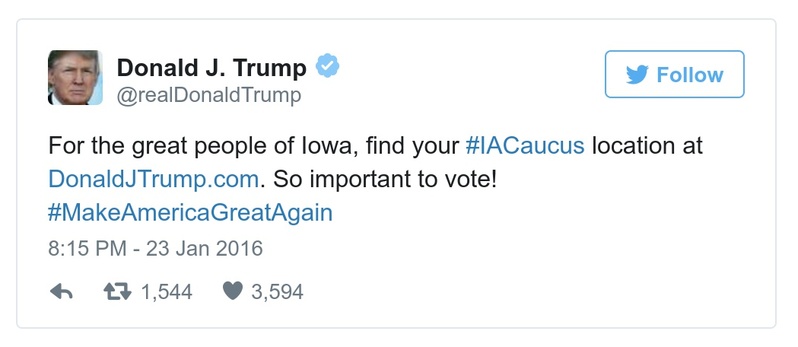 Donald J. Trump
@realDonaldTrump
Follow
For the great people of Iowa, find your #IACaucus location at
DonaldJTrump.com. So important to vote!
#MakeAmericaGreatAgain
8:15 PM - 23 Jan 2016
1,544 3,594